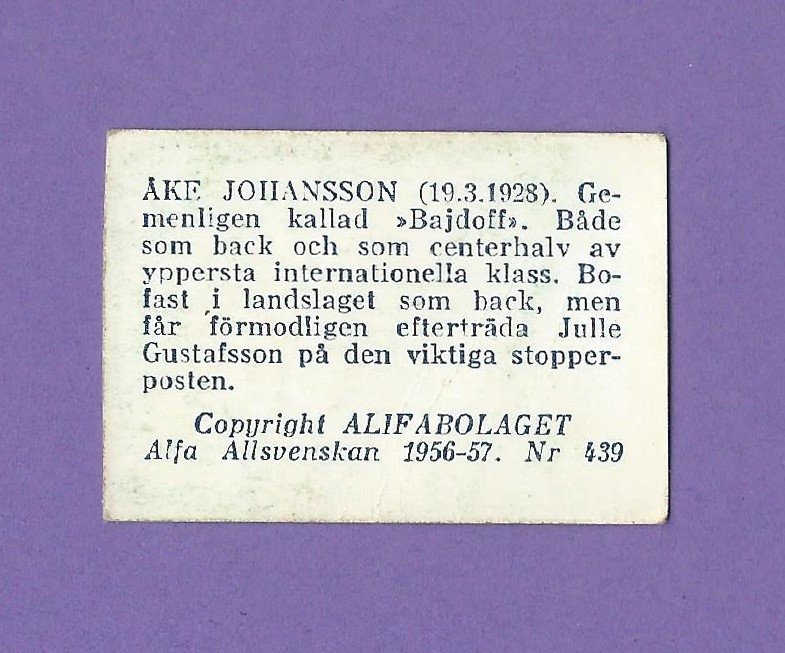 ÅKE JOHANSSON (19.3.1928). Ge-
menligen kallad »Bajdoff». Både
som back och som centerhalv av
yppersta internationella klass. Bo-
fast i landslaget som back, men
får förmodligen efterträda Julle
Gustafsson på den viktiga stopper-
posten.
Copyright ALIFABOLAGET
Alfa Allsvenskan 1956-57. Nr 439